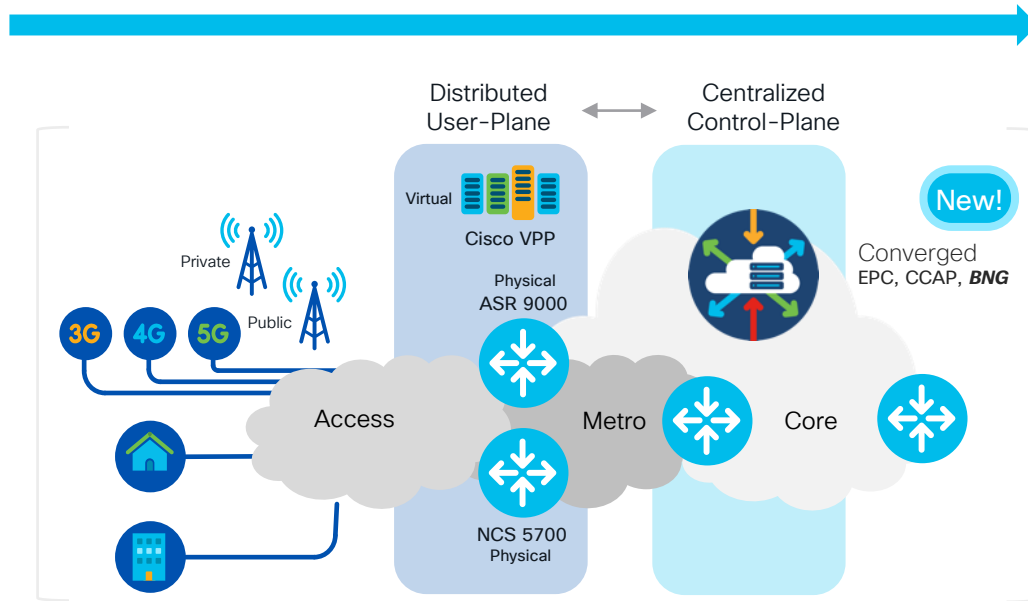 Distributed
User-Plane
Centralized
Control-Plane
New!
Virtual
Cisco VPP
Converged
EPC, CCAP, BNG
Private
Physical
ASR 9000
Public
3G
4G
5G
Access
Metro
Core
NCS 5700
Physical